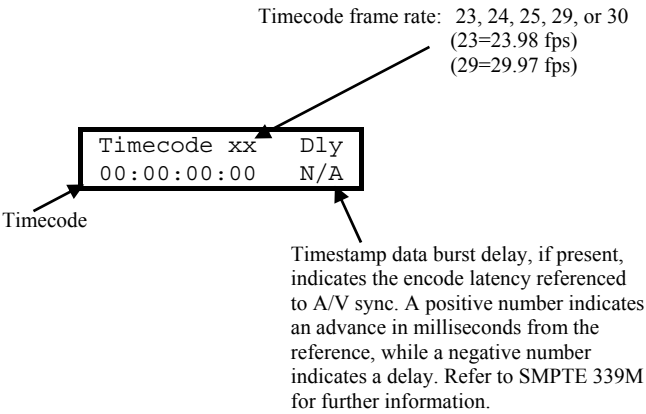 Timecode frame rate: 23, 24, 25, 29, or 30
(23=23.98 fps)
(29=29.97 fps)
Timecode xx Dly
00:00:00:00 N/A
Timecode
Timestamp data burst delay, if present,
indicates the encode latency referenced
to A/V sync. A positive number indicates
an advance in milliseconds from the
reference, while a negative number
indicates a delay. Refer to SMPTE 339M
for further information.